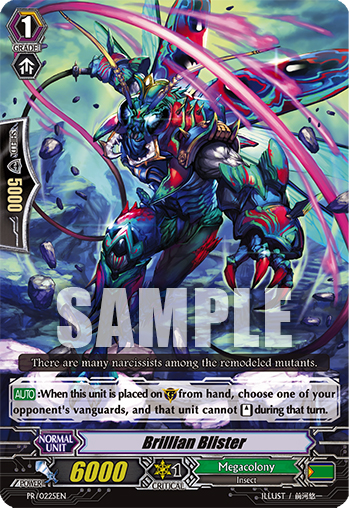 1
GRADE
SHIELD
5000
SAMPLE
There are many narcissists among the remodeled mutants.
AUTO :When this unit is placed on from hand, choose one of your
opponent's vanguards, and that unit cannot during that turn.
NORMAL
UNIT
Brillian Blister
POWER
6000
1
CRITICAL
Megacolony
Insect
PR/0225EN
ILLUST / 前河悠一